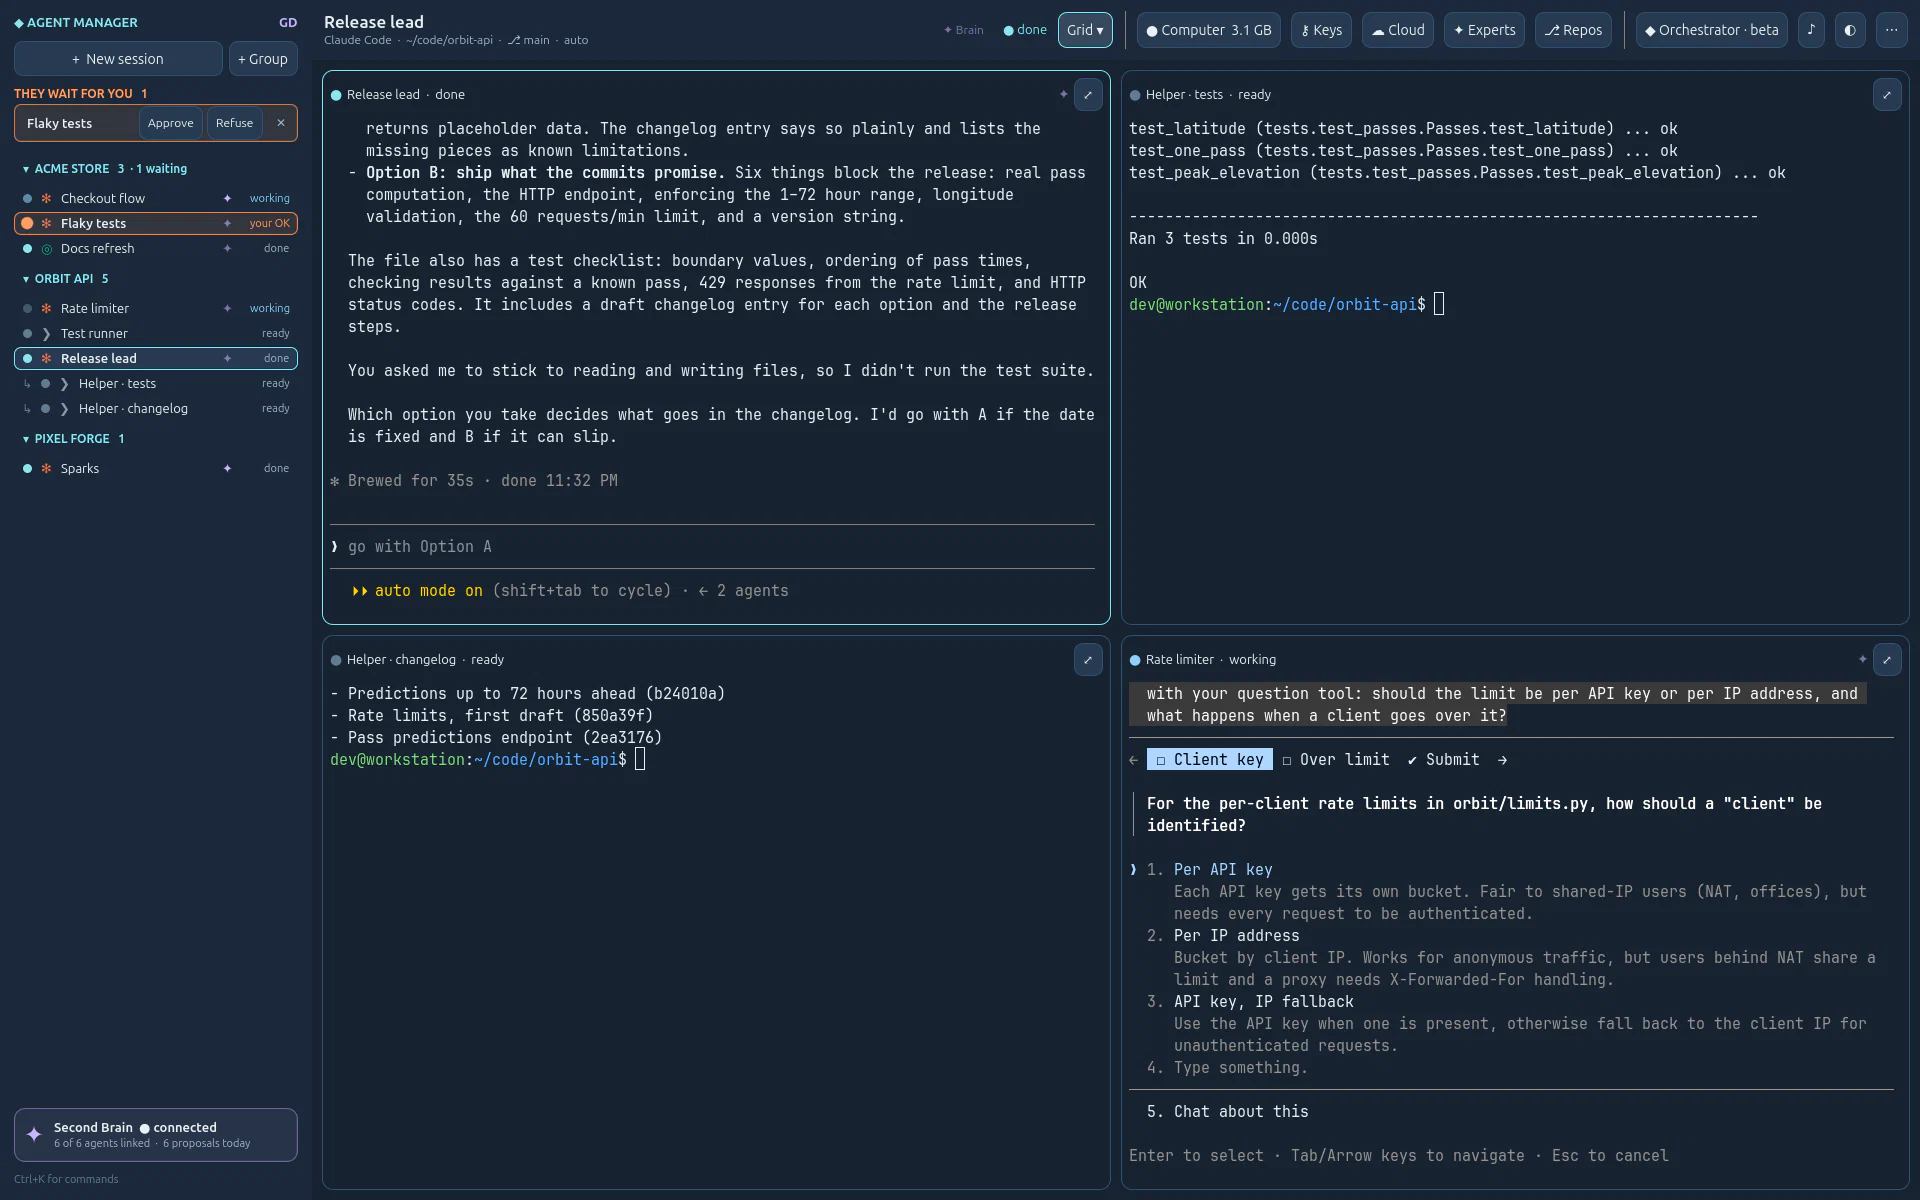 ◆ AGENT MANAGER
GD
+ New session
+ Group
THEY WAIT FOR YOU 1
Flaky tests
Approve
Refuse
✕
▾ ACME STORE 3 · 1 waiting
Checkout flow ✦ working
Flaky tests ✦ your OK
Docs refresh ✦ done
▾ ORBIT API 5
Rate limiter ✦ working
❯ Test runner ready
Release lead ✦ done
↳ ❯ Helper · tests ready
↳ ❯ Helper · changelog ready
▾ PIXEL FORGE 1
Sparks ✦ done
✦ Second Brain ● connected
6 of 6 agents linked · 6 proposals today
Ctrl+K for commands
Release lead
Claude Code · ~/code/orbit-api · ⎇ main · auto
✦ Brain
● done
Grid ▾
● Computer 3.1 GB
Keys
☁ Cloud
✦ Experts
⎇ Repos
◆ Orchestrator · beta
♪
◐
···
● Release lead · done
✦ ⤢
returns placeholder data. The changelog entry says so plainly and lists the
missing pieces as known limitations.
- Option B: ship what the commits promise. Six things block the release: real pass
computation, the HTTP endpoint, enforcing the 1–72 hour range, longitude
validation, the 60 requests/min limit, and a version string.
The file also has a test checklist: boundary values, ordering of pass times,
checking results against a known pass, 429 responses from the rate limit, and HTTP
status codes. It includes a draft changelog entry for each option and the release
steps.
You asked me to stick to reading and writing files, so I didn't run the test suite.
Which option you take decides what goes in the changelog. I'd go with A if the date
is fixed and B if it can slip.
✻ Brewed for 35s · done 11:32 PM
❯ go with Option A
⏵⏵ auto mode on (shift+tab to cycle) · ← 2 agents
● Helper · tests · ready
⤢
test_latitude (tests.test_passes.Passes.test_latitude) ... ok
test_one_pass (tests.test_passes.Passes.test_one_pass) ... ok
test_peak_elevation (tests.test_passes.Passes.test_peak_elevation) ... ok
----------------------------------------------------------------------
Ran 3 tests in 0.000s
OK
dev@workstation:~/code/orbit-api$
● Helper · changelog · ready
⤢
- Predictions up to 72 hours ahead (b24010a)
- Rate limits, first draft (850a39f)
- Pass predictions endpoint (2ea3176)
dev@workstation:~/code/orbit-api$
● Rate limiter · working
✦ ⤢
with your question tool: should the limit be per API key or per IP address, and
what happens when a client goes over it?
← ☐ Client key ☐ Over limit ✔ Submit →
For the per-client rate limits in orbit/limits.py, how should a "client" be
identified?
❯ 1. Per API key
Each API key gets its own bucket. Fair to shared-IP users (NAT, offices), but
needs every request to be authenticated.
2. Per IP address
Bucket by client IP. Works for anonymous traffic, but users behind NAT share a
limit and a proxy needs X-Forwarded-For handling.
3. API key, IP fallback
Use the API key when one is present, otherwise fall back to the client IP for
unauthenticated requests.
4. Type something.
5. Chat about this
Enter to select · Tab/Arrow keys to navigate · Esc to cancel